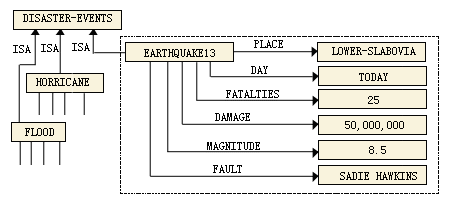 DISASTER-EVENTS
ISA ISA ISA
EARTHQUAKE13
PLACE
LOWER-SLABOVIA
DAY
TODAY
HORRICANE
FATALTIES
25
DAMAGE
50,000,000
FLOOD
MAGNITUDE
8.5
FAULT
SADIE HAWKINS